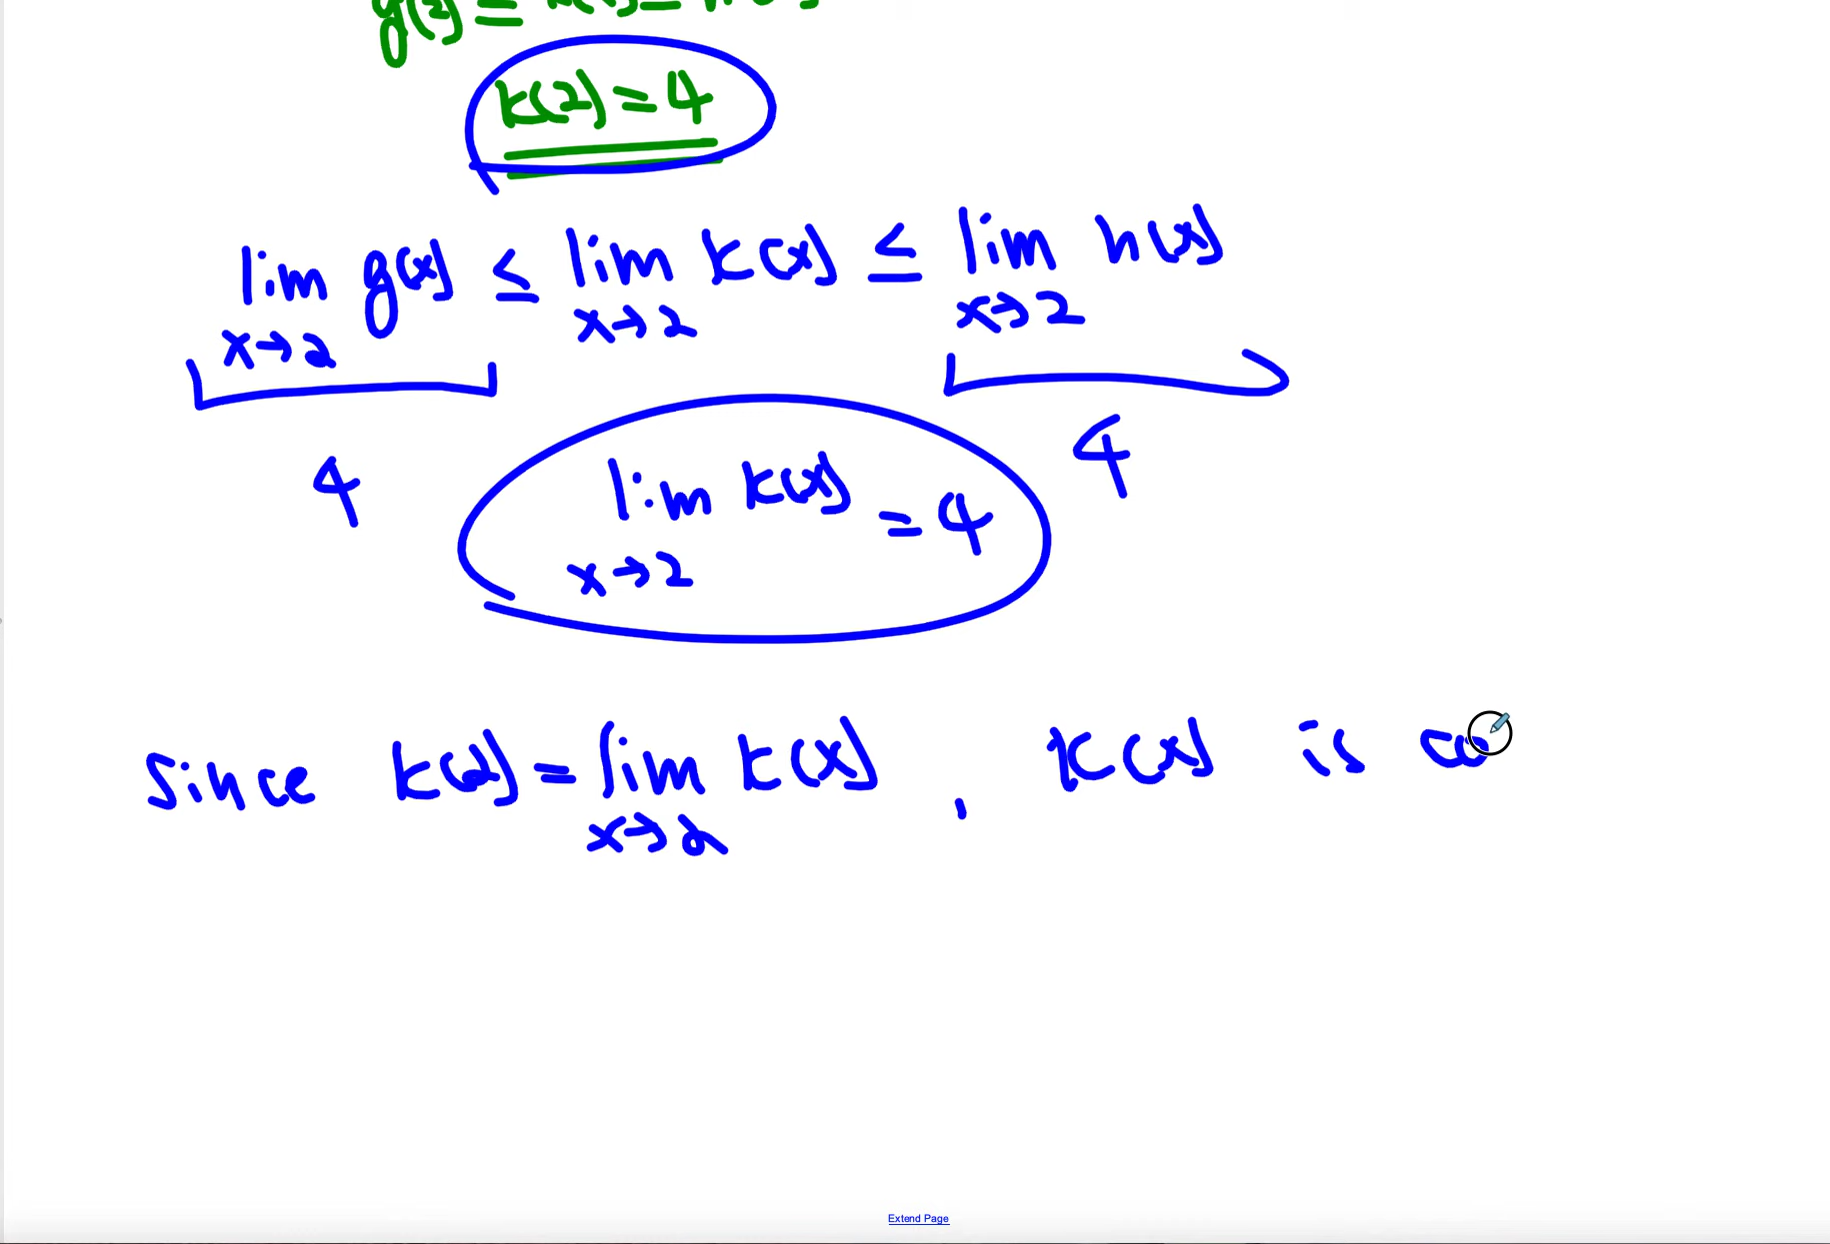 k(2) = 4
lim g(x) ≤ lim k(x) ≤ lim h(x)
x→2 x→2 x→2
4 4
lim k(x) = 4
x→2
Since k(2) = lim k(x), k(x) is co
x→2
Extend Page